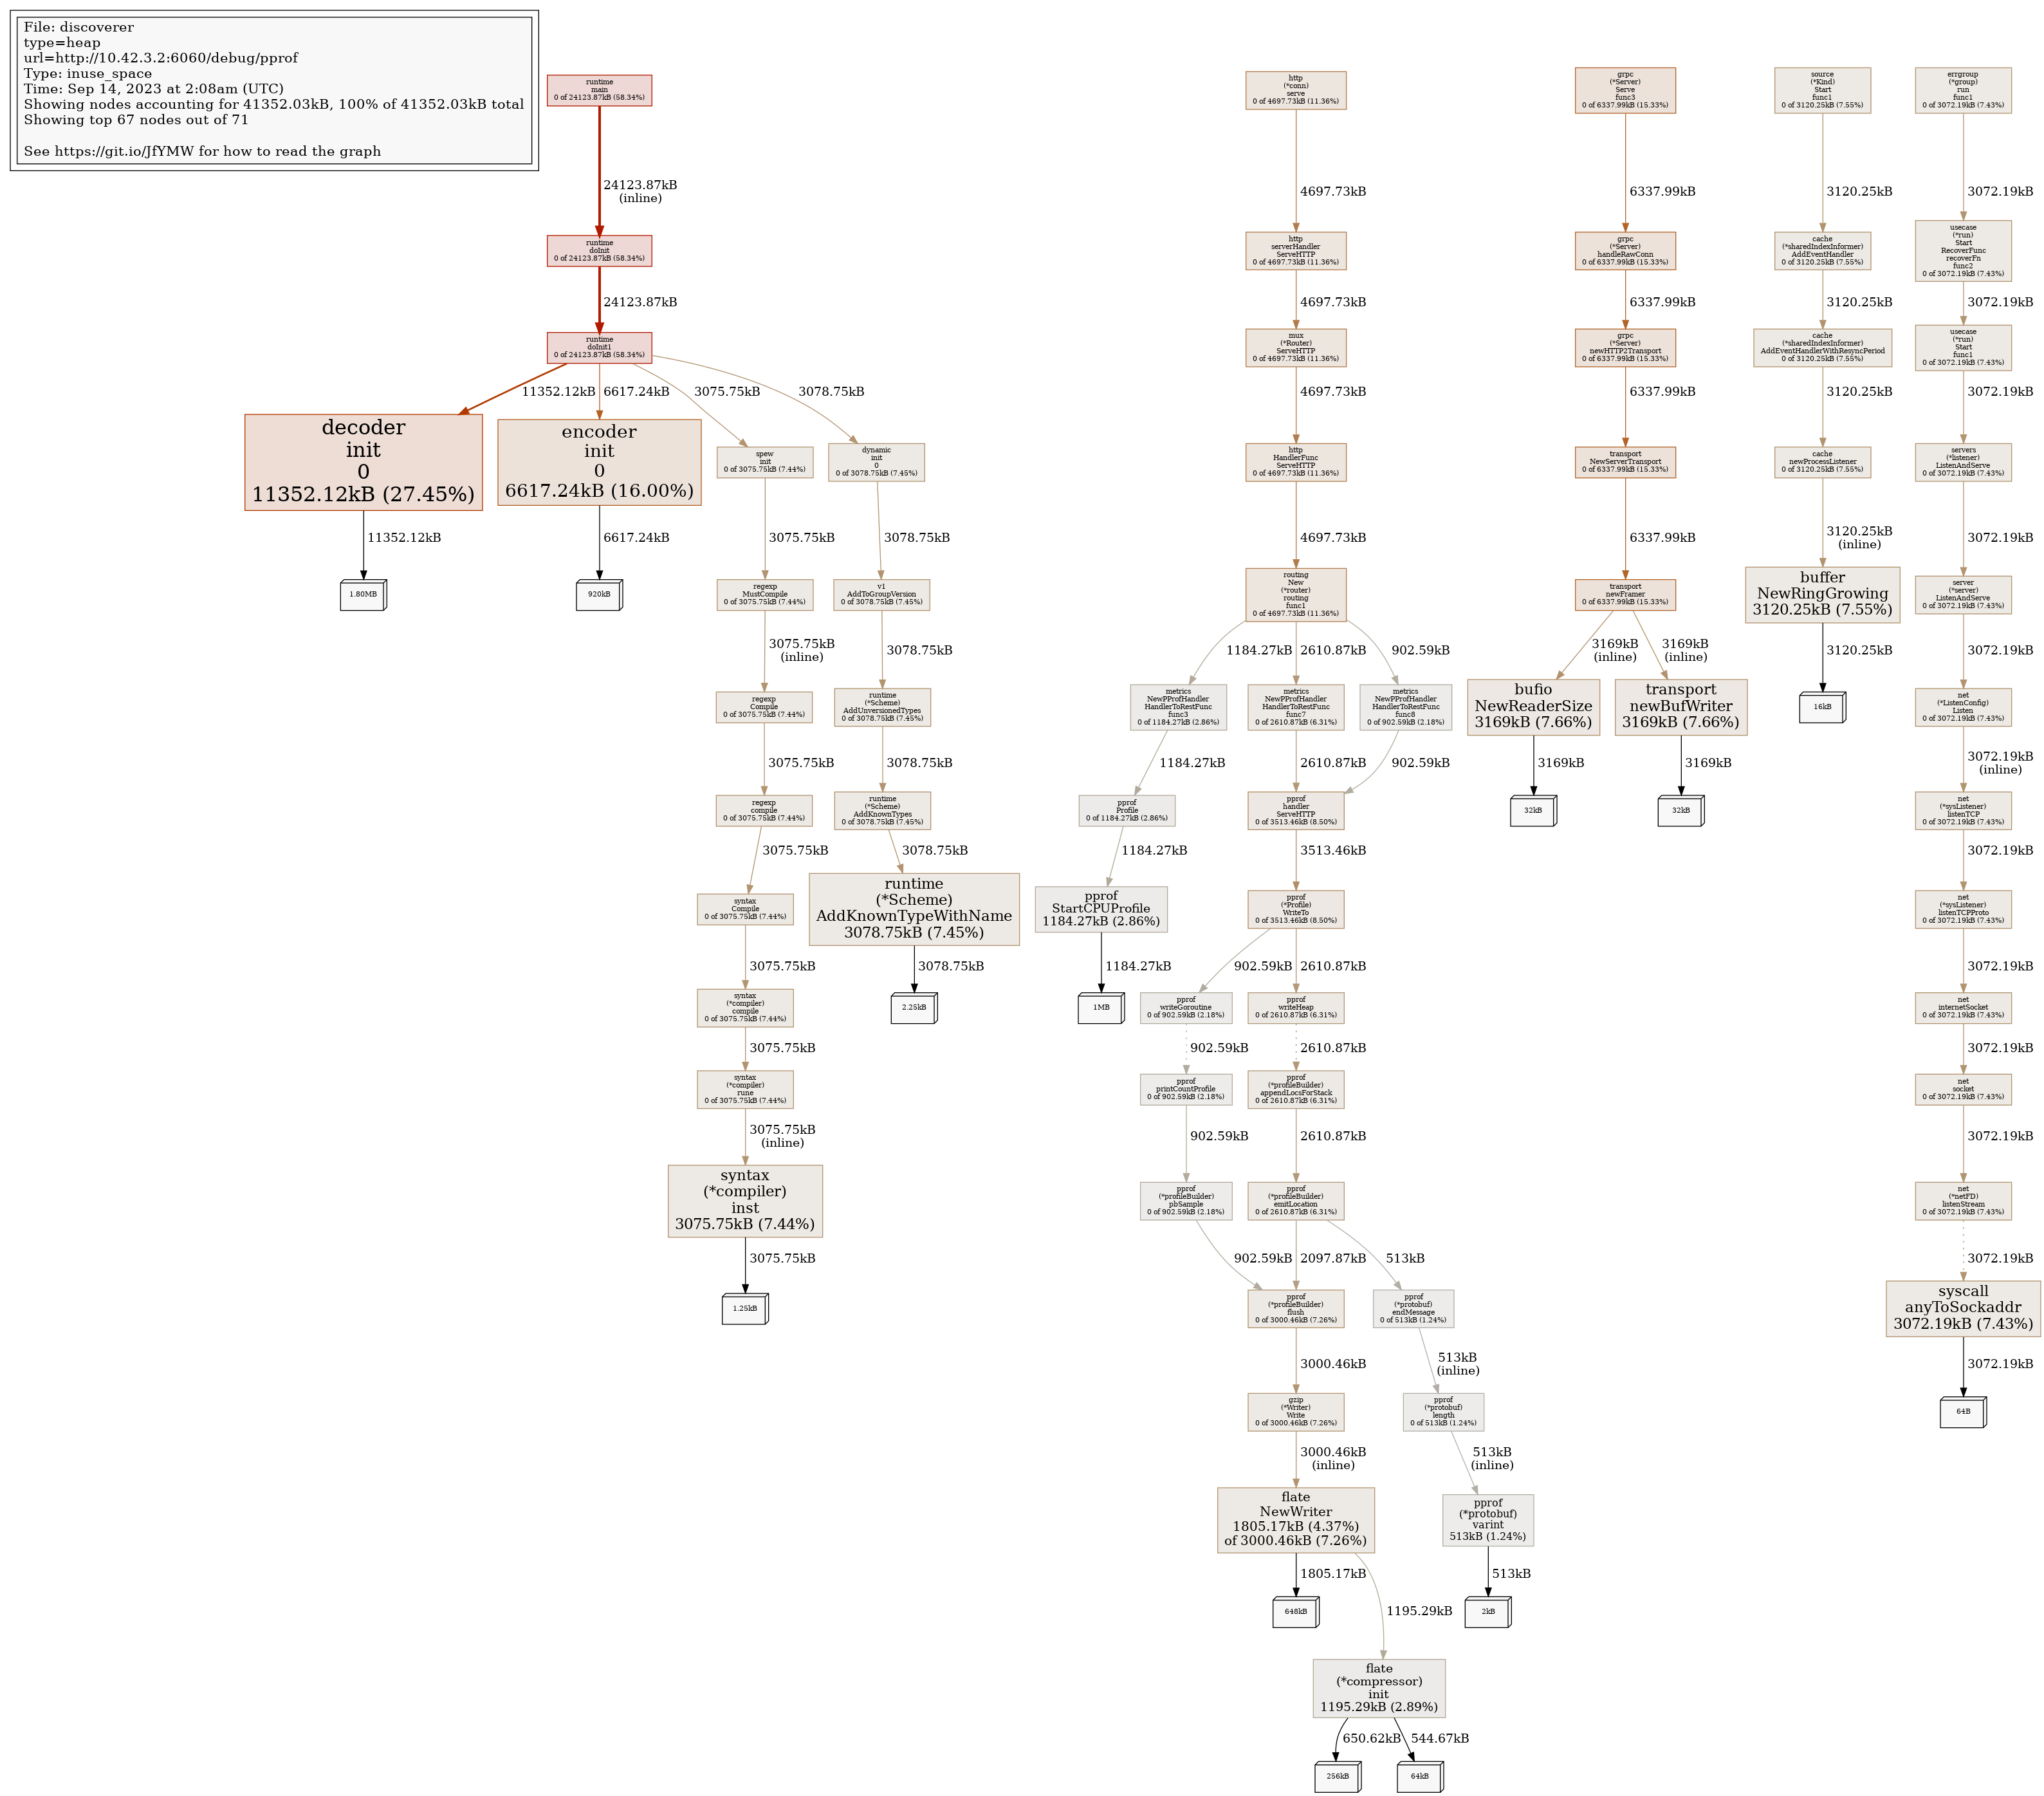 File: discoverer
type=heap
url=http://10.42.3.2:6060/debug/pprof
Type: inuse_space
Time: Sep 14, 2023 at 2:08am (UTC)
Showing nodes accounting for 41352.03kB, 100% of 41352.03kB total
Showing top 67 nodes out of 71
See https://git.io/JfYMW for how to read the graph
runtime
main
0 of 24123.87kB (58.34%)
24123.87kB
(inline)
runtime
doInit
0 of 24123.87kB (58.34%)
24123.87kB
runtime
doInit1
0 of 24123.87kB (58.34%)
11352.12kB
6617.24kB
3075.75kB
3078.75kB
decoder
init
0
11352.12kB (27.45%)
11352.12kB
1.80MB
encoder
init
0
6617.24kB (16.00%)
6617.24kB
920kB
spew
init
0 of 3075.75kB (7.44%)
3075.75kB
regexp
MustCompile
0 of 3075.75kB (7.44%)
3075.75kB
(inline)
regexp
Compile
0 of 3075.75kB (7.44%)
3075.75kB
regexp
compile
0 of 3075.75kB (7.44%)
3075.75kB
syntax
Compile
0 of 3075.75kB (7.44%)
3075.75kB
syntax
(*compiler)
compile
0 of 3075.75kB (7.44%)
3075.75kB
syntax
(*compiler)
rune
0 of 3075.75kB (7.44%)
3075.75kB
(inline)
syntax
(*compiler)
inst
3075.75kB (7.44%)
3075.75kB
1.25kB
dynamic
init
0
0 of 3078.75kB (7.45%)
3078.75kB
v1
AddToGroupVersion
0 of 3078.75kB (7.45%)
3078.75kB
runtime
(*Scheme)
AddUnversionedTypes
0 of 3078.75kB (7.45%)
3078.75kB
runtime
(*Scheme)
AddKnownTypes
0 of 3078.75kB (7.45%)
3078.75kB
runtime
(*Scheme)
AddKnownTypeWithName
3078.75kB (7.45%)
3078.75kB
2.25kB
http
(*conn)
serve
0 of 4697.73kB (11.36%)
4697.73kB
http
serverHandler
ServeHTTP
0 of 4697.73kB (11.36%)
4697.73kB
mux
(*Router)
ServeHTTP
0 of 4697.73kB (11.36%)
4697.73kB
http
HandlerFunc
ServeHTTP
0 of 4697.73kB (11.36%)
4697.73kB
routing
New
(*router)
routing
func1
0 of 4697.73kB (11.36%)
1184.27kB
2610.87kB
902.59kB
metrics
NewPProfHandler
HandlerToRestFunc
func3
0 of 1184.27kB (2.86%)
1184.27kB
pprof
Profile
0 of 1184.27kB (2.86%)
1184.27kB
pprof
StartCPUProfile
1184.27kB (2.86%)
1184.27kB
1MB
metrics
NewPProfHandler
HandlerToRestFunc
func7
0 of 2610.87kB (6.31%)
2610.87kB
metrics
NewPProfHandler
HandlerToRestFunc
func8
0 of 902.59kB (2.18%)
902.59kB
pprof
handler
ServeHTTP
0 of 3513.46kB (8.50%)
3513.46kB
pprof
(*Profile)
WriteTo
0 of 3513.46kB (8.50%)
902.59kB
2610.87kB
pprof
writeGoroutine
0 of 902.59kB (2.18%)
902.59kB
pprof
printCountProfile
0 of 902.59kB (2.18%)
902.59kB
pprof
(*profileBuilder)
pbSample
0 of 902.59kB (2.18%)
902.59kB
pprof
writeHeap
0 of 2610.87kB (6.31%)
2610.87kB
pprof
(*profileBuilder)
appendLocsForStack
0 of 2610.87kB (6.31%)
2610.87kB
pprof
(*profileBuilder)
emitLocation
0 of 2610.87kB (6.31%)
2097.87kB
513kB
pprof
(*profileBuilder)
flush
0 of 3000.46kB (7.26%)
3000.46kB
gzip
(*Writer)
Write
0 of 3000.46kB (7.26%)
3000.46kB
(inline)
flate
NewWriter
1805.17kB (4.37%)
of 3000.46kB (7.26%)
1805.17kB
648kB
1195.29kB
flate
(*compressor)
init
1195.29kB (2.89%)
650.62kB
544.67kB
256kB
64kB
pprof
(*protobuf)
endMessage
0 of 513kB (1.24%)
513kB
(inline)
pprof
(*protobuf)
length
0 of 513kB (1.24%)
513kB
(inline)
pprof
(*protobuf)
varint
513kB (1.24%)
513kB
2kB
grpc
(*Server)
Serve
func3
0 of 6337.99kB (15.33%)
6337.99kB
grpc
(*Server)
handleRawConn
0 of 6337.99kB (15.33%)
6337.99kB
grpc
(*Server)
newHTTP2Transport
0 of 6337.99kB (15.33%)
6337.99kB
transport
NewServerTransport
0 of 6337.99kB (15.33%)
6337.99kB
transport
newFramer
0 of 6337.99kB (15.33%)
3169kB
(inline)
3169kB
(inline)
bufio
NewReaderSize
3169kB (7.66%)
3169kB
32kB
transport
newBufWriter
3169kB (7.66%)
3169kB
32kB
source
(*Kind)
Start
func1
0 of 3120.25kB (7.55%)
3120.25kB
cache
(*sharedIndexInformer)
AddEventHandler
0 of 3120.25kB (7.55%)
3120.25kB
cache
(*sharedIndexInformer)
AddEventHandlerWithResyncPeriod
0 of 3120.25kB (7.55%)
3120.25kB
cache
newProcessListener
0 of 3120.25kB (7.55%)
3120.25kB
(inline)
buffer
NewRingGrowing
3120.25kB (7.55%)
3120.25kB
16kB
errgroup
(*group)
run
func1
0 of 3072.19kB (7.43%)
3072.19kB
usecase
(*run)
Start
RecoverFunc
recoverFn
func2
0 of 3072.19kB (7.43%)
3072.19kB
usecase
(*run)
Start
func1
0 of 3072.19kB (7.43%)
3072.19kB
servers
(*listener)
ListenAndServe
0 of 3072.19kB (7.43%)
3072.19kB
server
(*server)
ListenAndServe
0 of 3072.19kB (7.43%)
3072.19kB
net
(*ListenConfig)
Listen
0 of 3072.19kB (7.43%)
3072.19kB
(inline)
net
(*sysListener)
listenTCP
0 of 3072.19kB (7.43%)
3072.19kB
net
(*sysListener)
listenTCPProto
0 of 3072.19kB (7.43%)
3072.19kB
net
internetSocket
0 of 3072.19kB (7.43%)
3072.19kB
net
socket
0 of 3072.19kB (7.43%)
3072.19kB
net
(*netFD)
listenStream
0 of 3072.19kB (7.43%)
3072.19kB
syscall
anyToSockaddr
3072.19kB (7.43%)
3072.19kB
64B